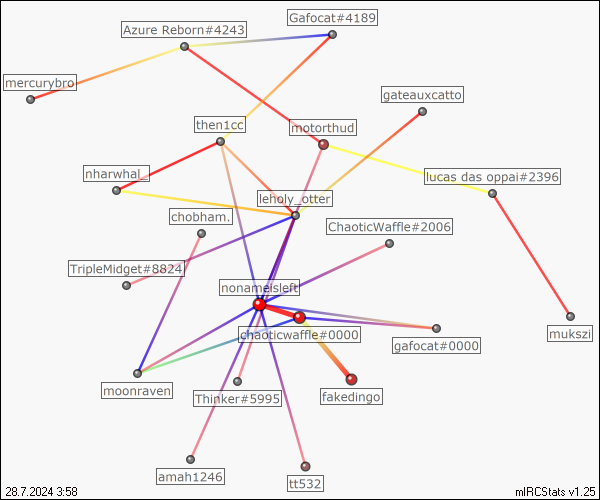 Gafocat#4189
Azure Reborn#4243
mercurybro
gateauxcatto
then1cc
motorthud
nharwhal_
lucas das oppai#2396
leholy_otter
chobham.
ChaoticWaffle#2006
TripleMidget#8824
nonameisleft
chaoticwaffle#0000
mukszi
gafocat#0000
moonraven
Thinker#5995
fakedingo
amah1246
tt532
28.7.2024 3:58
mIRCStats v1.25